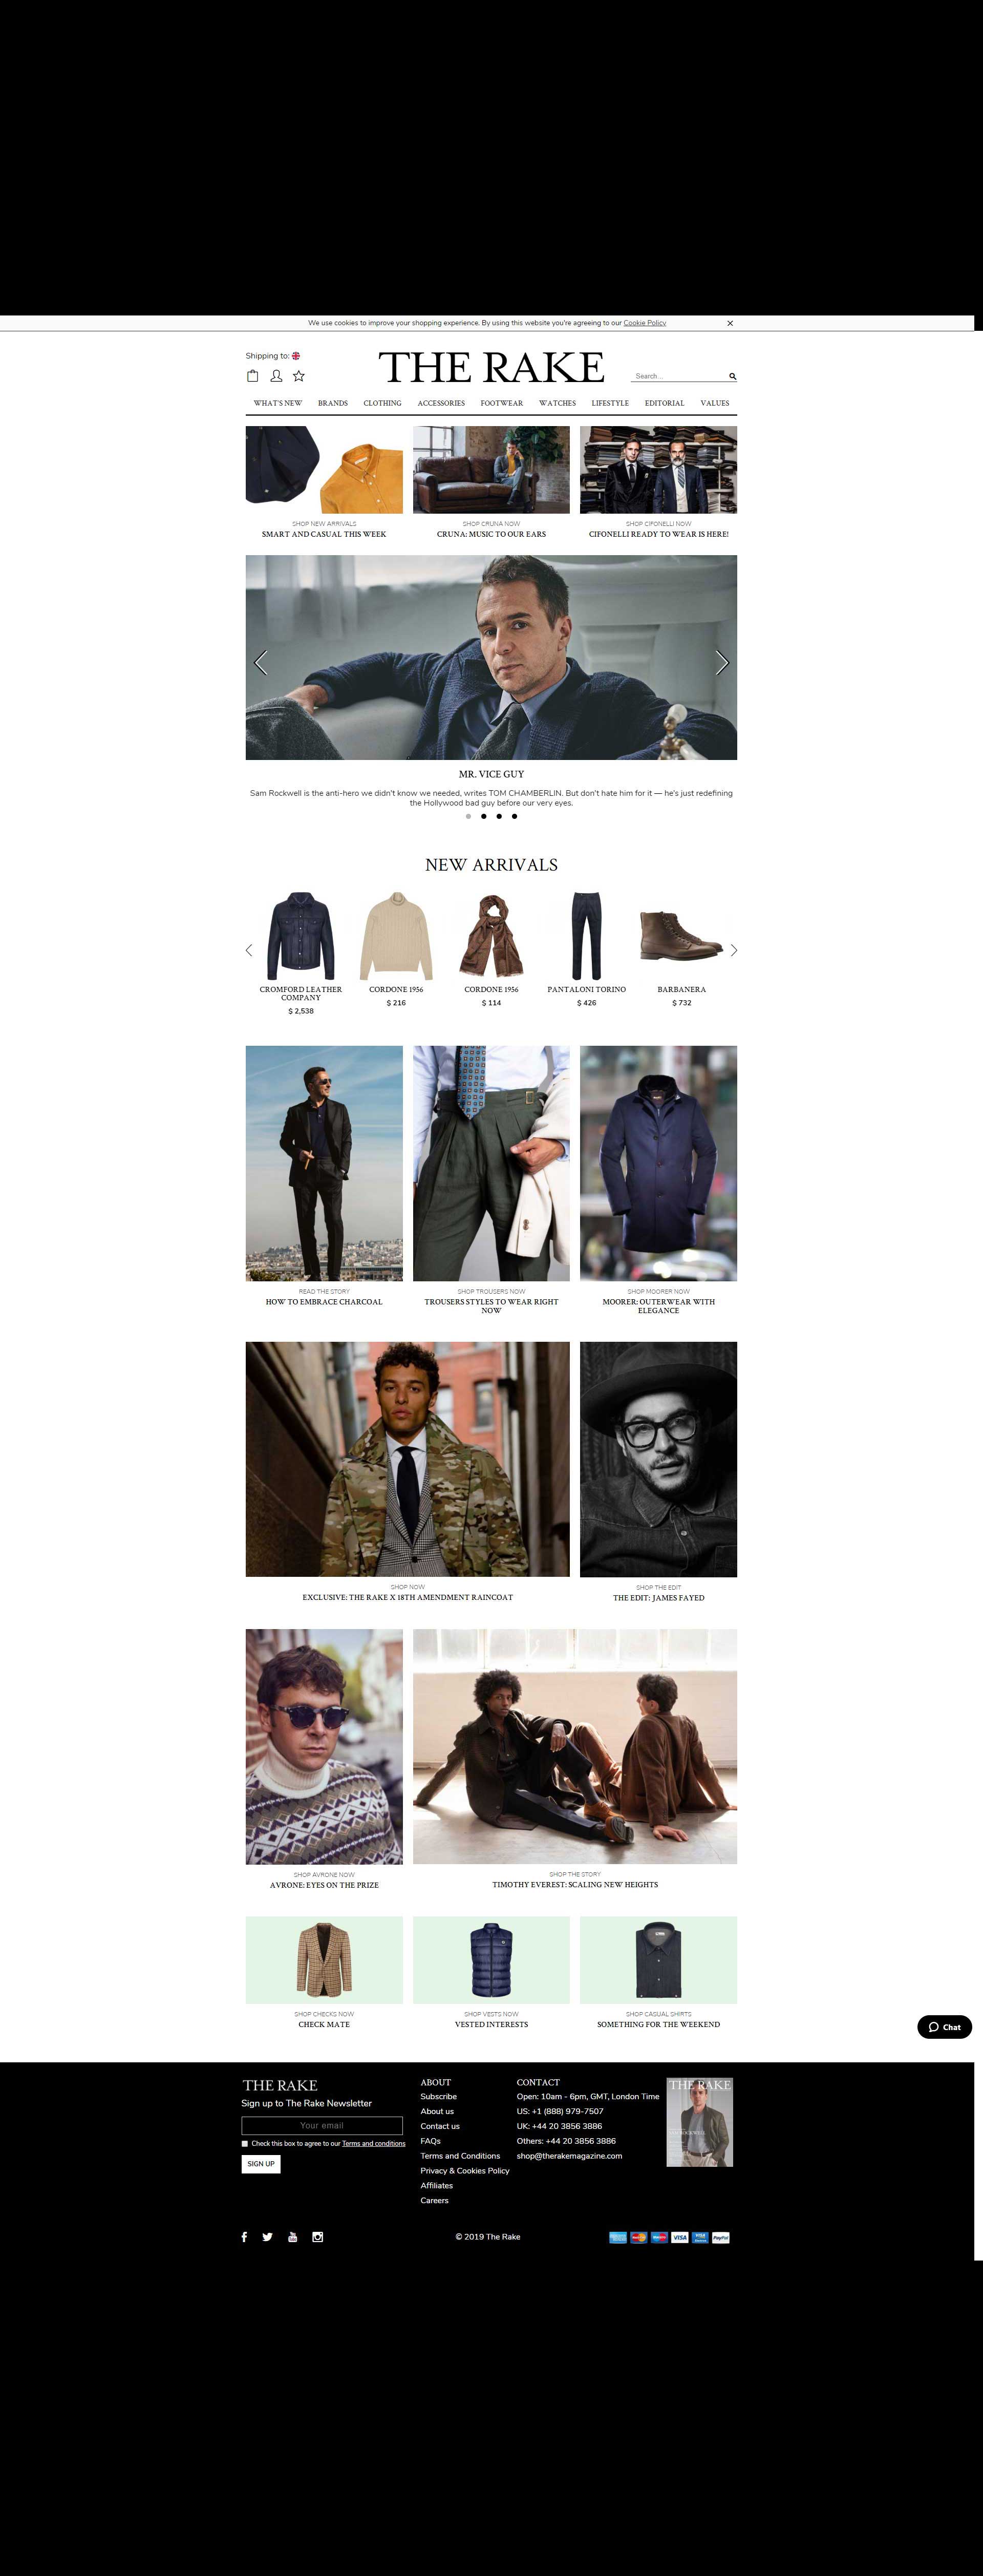 We use cookies to improve your shopping experience. By using this website you're agreeing to our Cookie Policy
Shipping to:
THE RAKE
Search...
WHAT'S NEW
BRANDS
CLOTHING
ACCESSORIES
FOOTWEAR
WATCHES
LIFESTYLE
EDITORIAL
VALUES
SHOP NEW ARRIVALS
SMART AND CASUAL THIS WEEK
SHOP CRUNA NOW
CRUNA: MUSIC TO OUR EARS
SHOP CIFONELLI NOW
CIFONELLI READY TO WEAR IS HERE!
MR. VICE GUY
Sam Rockwell is the anti-hero we didn't know we needed, writes TOM CHAMBERLIN. But don't hate him for it — he's just redefining
the Hollywood bad guy before our very eyes.
NEW ARRIVALS
CROMFORD LEATHER
COMPANY
$ 2,538
CORDONE 1956
$ 216
CORDONE 1956
$ 114
PANTALONI TORINO
$ 426
BARBANERA
$ 732
READ THE STORY
HOW TO EMBRACE CHARCOAL
SHOP TROUSERS NOW
TROUSERS STYLES TO WEAR RIGHT
NOW
SHOP MOORER NOW
MOORER: OUTERWEAR WITH
ELEGANCE
SHOP NOW
EXCLUSIVE: THE RAKE X 18TH AMENDMENT RAINCOAT
SHOP THE EDIT
THE EDIT: JAMES FAYED
SHOP AVRONE NOW
AVRONE: EYES ON THE PRIZE
SHOP THE STORY
TIMOTHY EVEREST: SCALING NEW HEIGHTS
SHOP CHECKS NOW
CHECK MATE
SHOP VESTS NOW
VESTED INTERESTS
SHOP CASUAL SHIRTS
SOMETHING FOR THE WEEKEND
Chat
THE RAKE
Sign up to The Rake Newsletter
Your email
Check this box to agree to our Terms and conditions
SIGN UP
ABOUT
Subscribe
About us
Contact us
FAQs
Terms and Conditions
Privacy & Cookies Policy
Affiliates
Careers
CONTACT
Open: 10am - 6pm, GMT, London Time
US: +1 (888) 979-7507
UK: +44 20 3856 3886
Others: +44 20 3856 3886
shop@therakemagazine.com
THE RAKE
© 2019 The Rake
VISA
VISA
PayPal